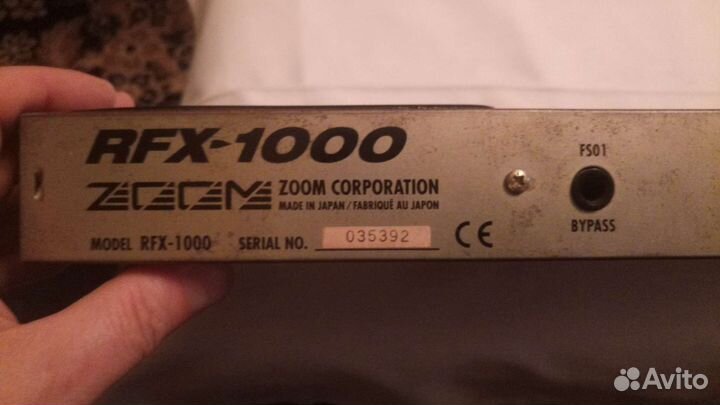 RFX-1000
ZOOM ZOOM CORPORATION
MADE IN JAPAN / FABRIQUÉ AU JAPON
MODEL RFX-1000 SERIAL NO. 035392 CE
FS01
BYPASS
Avito